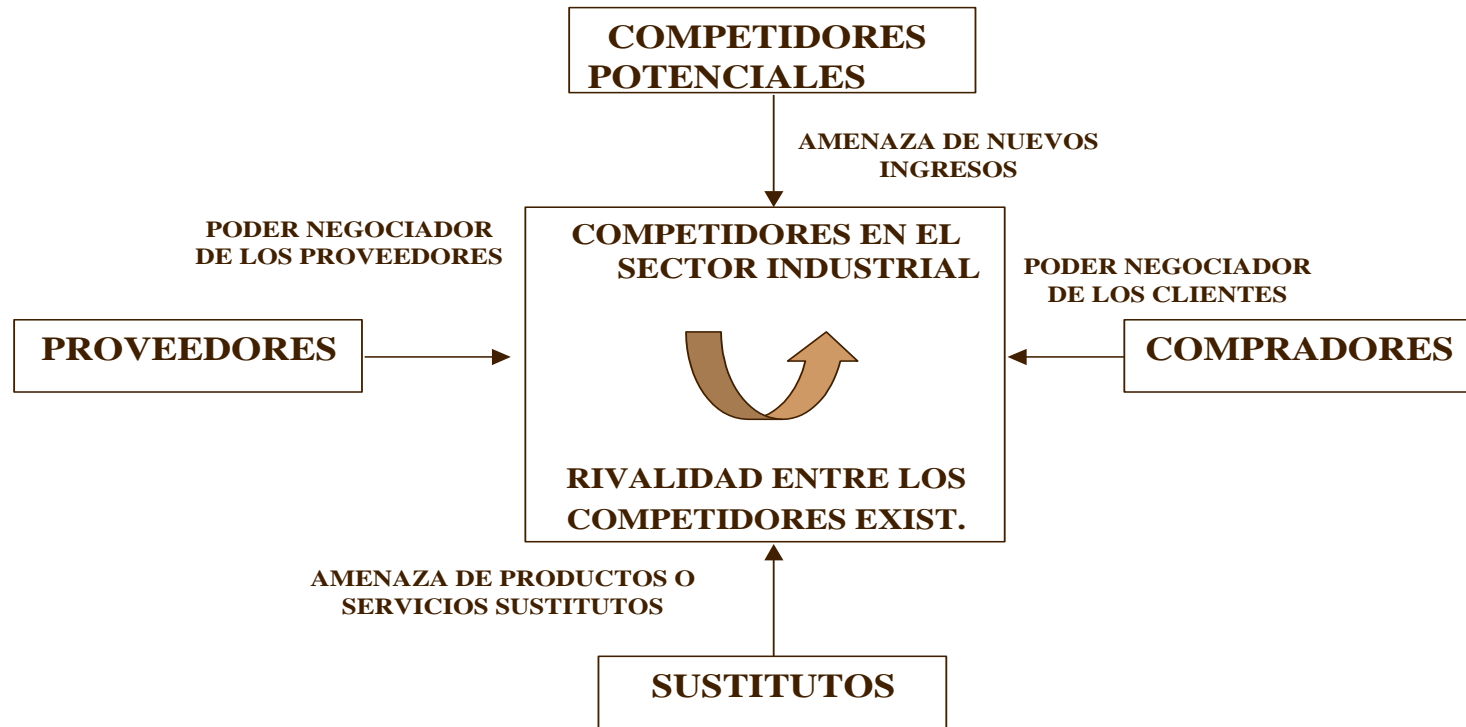 COMPETIDORES
POTENCIALES
AMENAZA DE NUEVOS
INGRESOS
PODER NEGOCIADOR
DE LOS PROVEEDORES
COMPETIDORES EN EL
SECTOR INDUSTRIAL
PODER NEGOCIADOR
DE LOS CLIENTES
PROVEEDORES
COMPRADORES
RIVALIDAD ENTRE LOS
COMPETIDORES EXIST.
AMENAZA DE PRODUCTOS O
SERVICIOS SUSTITUTOS
SUSTITUTOS